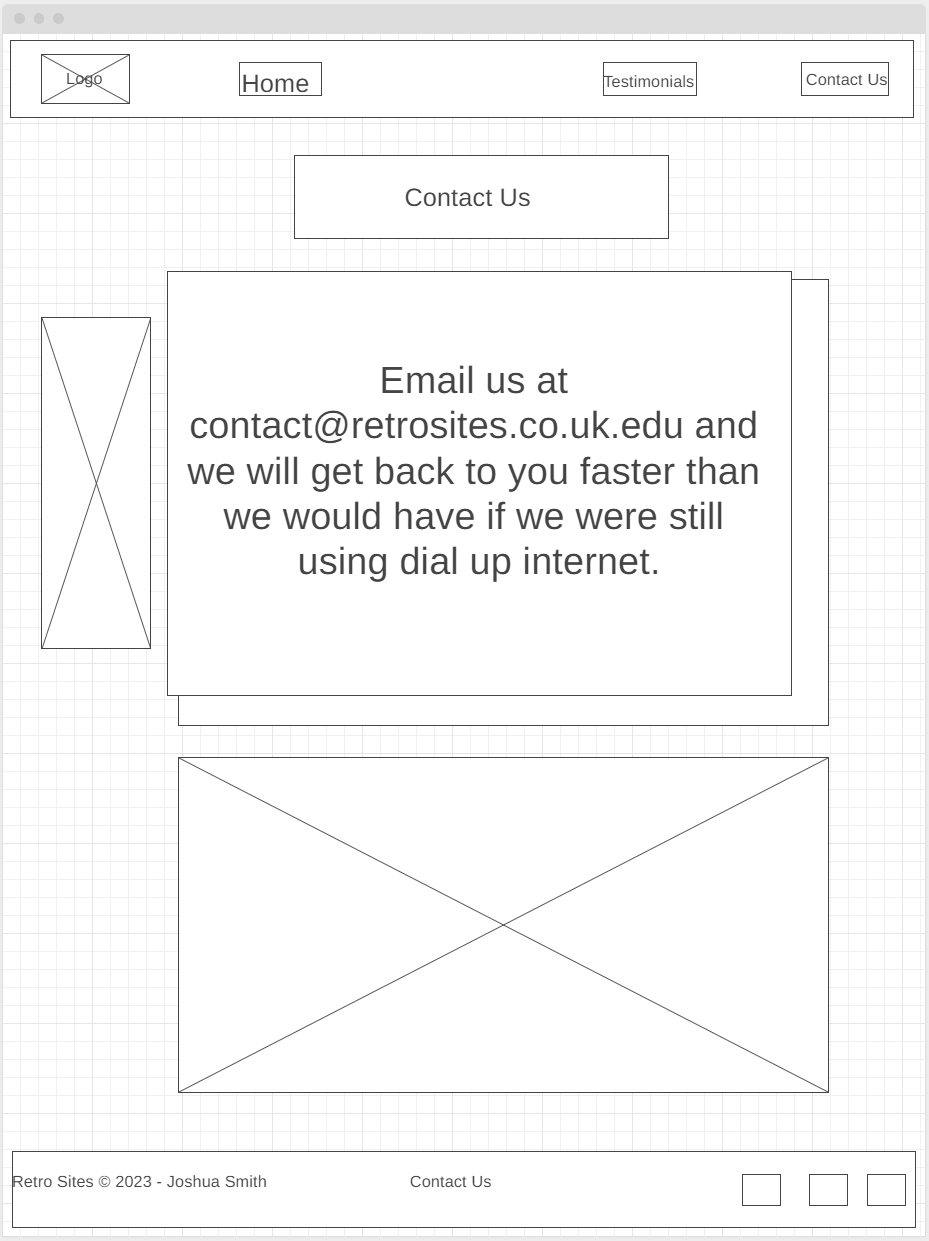 Logo
Home
Testimonials
Contact Us
Contact Us
Email us at
contact@retrosites.co.uk.edu and
we will get back to you faster than
we would have if we were still
using dial up internet.
Retro Sites © 2023 - Joshua Smith
Contact Us